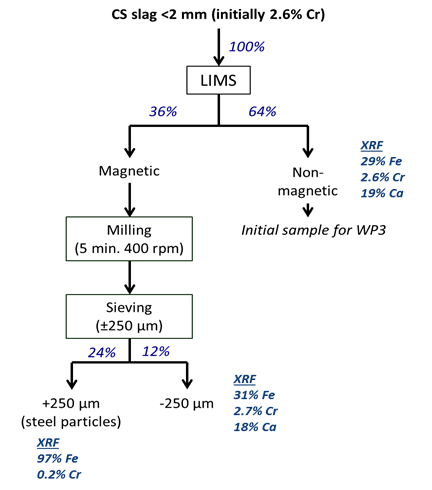 CS slag <2 mm (initially 2.6% Cr)
100%
LIMS
36%
64%
Magnetic
Non-
magnetic
XRF
29% Fe
2.6% Cr
19% Ca
Initial sample for WP3
Milling
(5 min. 400 rpm)
Sieving
(±250 µm)
24%
12%
+250 µm
(steel particles)
XRF
97% Fe
0.2% Cr
-250 µm
XRF
31% Fe
2.7% Cr
18% Ca